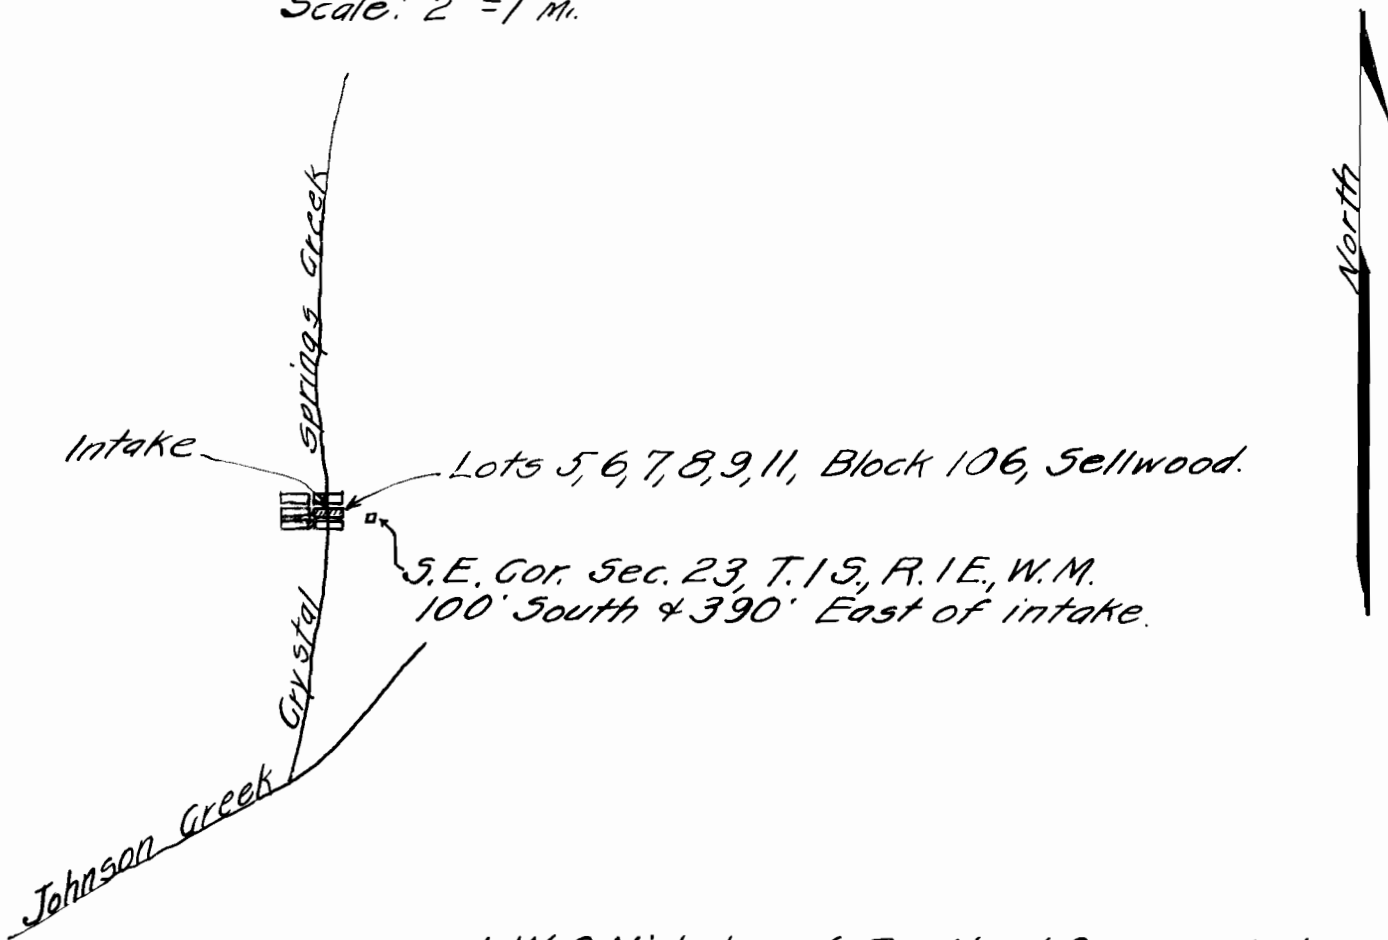 Scale: 2" = 1 Mi.
North
Springs Creek
Intake
Lots 5, 6, 7, 8, 9, 11, Block 106, Sellwood.
S.E. Cor. Sec. 23, T. 1 S., R. 1 E., W.M.
100' South & 390' East of intake.
Crystal
Johnson Creek